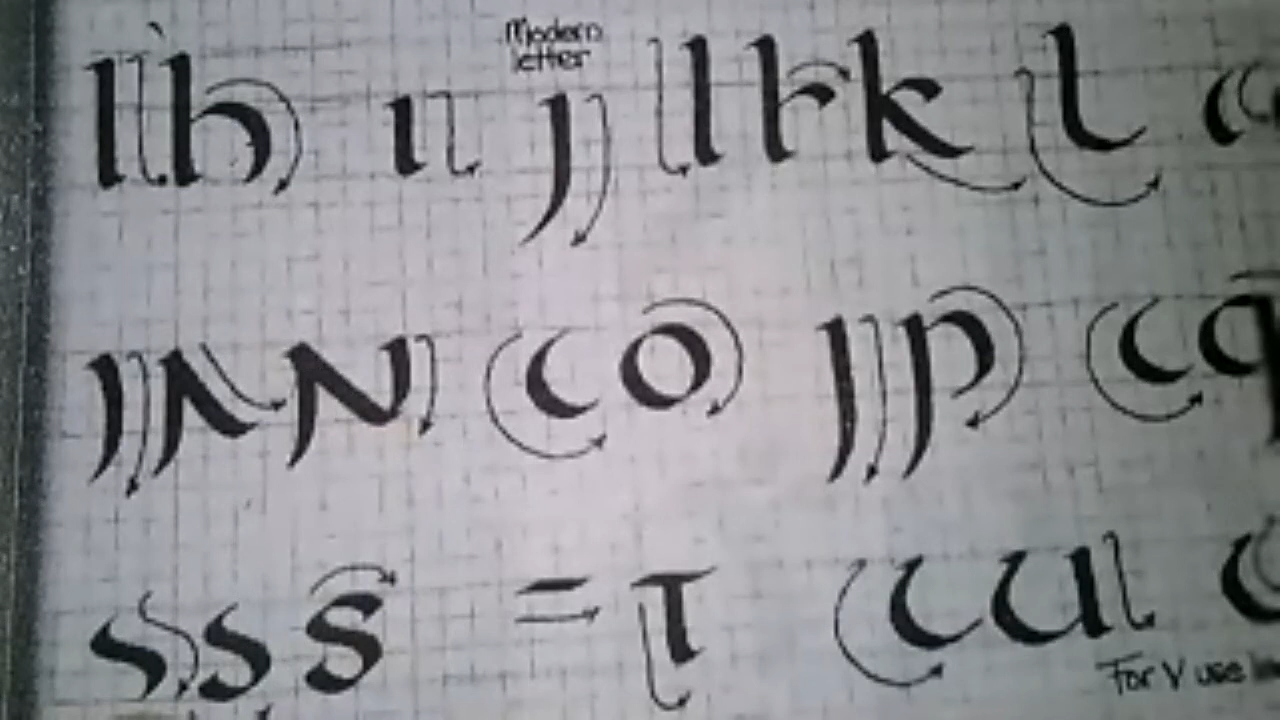 Modern
letter
h ı j k l
N o p q
s t u
For V use